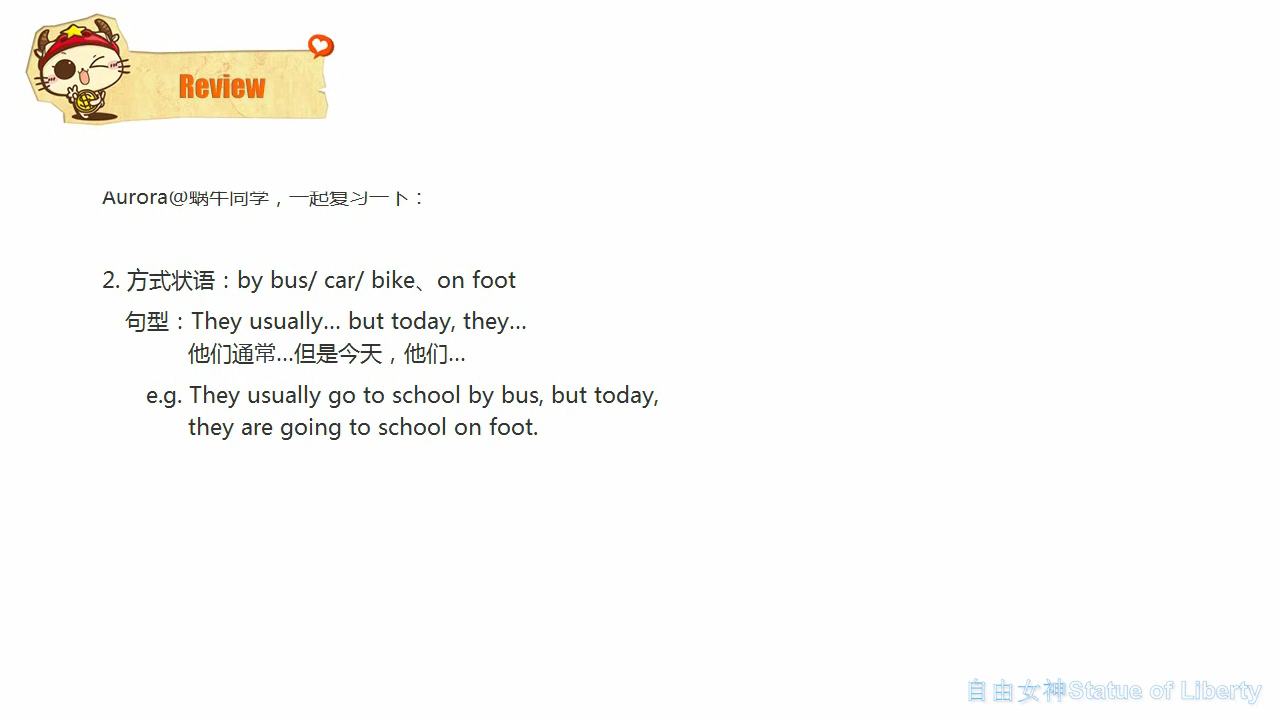 Review
Aurora@蜗牛同学，一起复习一下：
2. 方式状语：by bus/ car/ bike、on foot
句型：They usually... but today, they...
他们通常...但是今天，他们...
e.g. They usually go to school by bus, but today,
they are going to school on foot.
自由女神Statue of Liberty